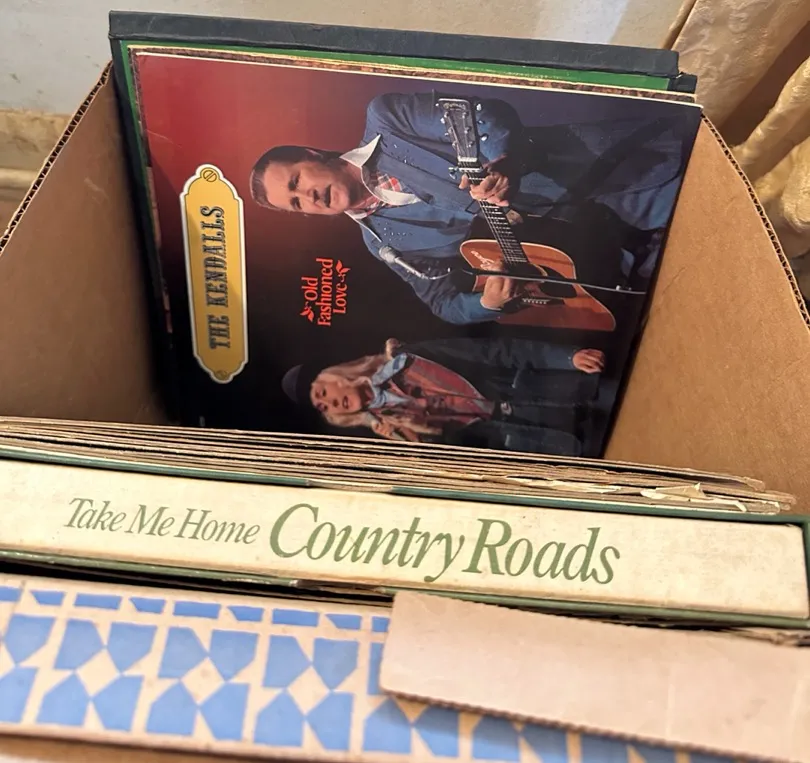 THE KENDALLS
Old
Fashioned
Love
Take Me Home Country Roads